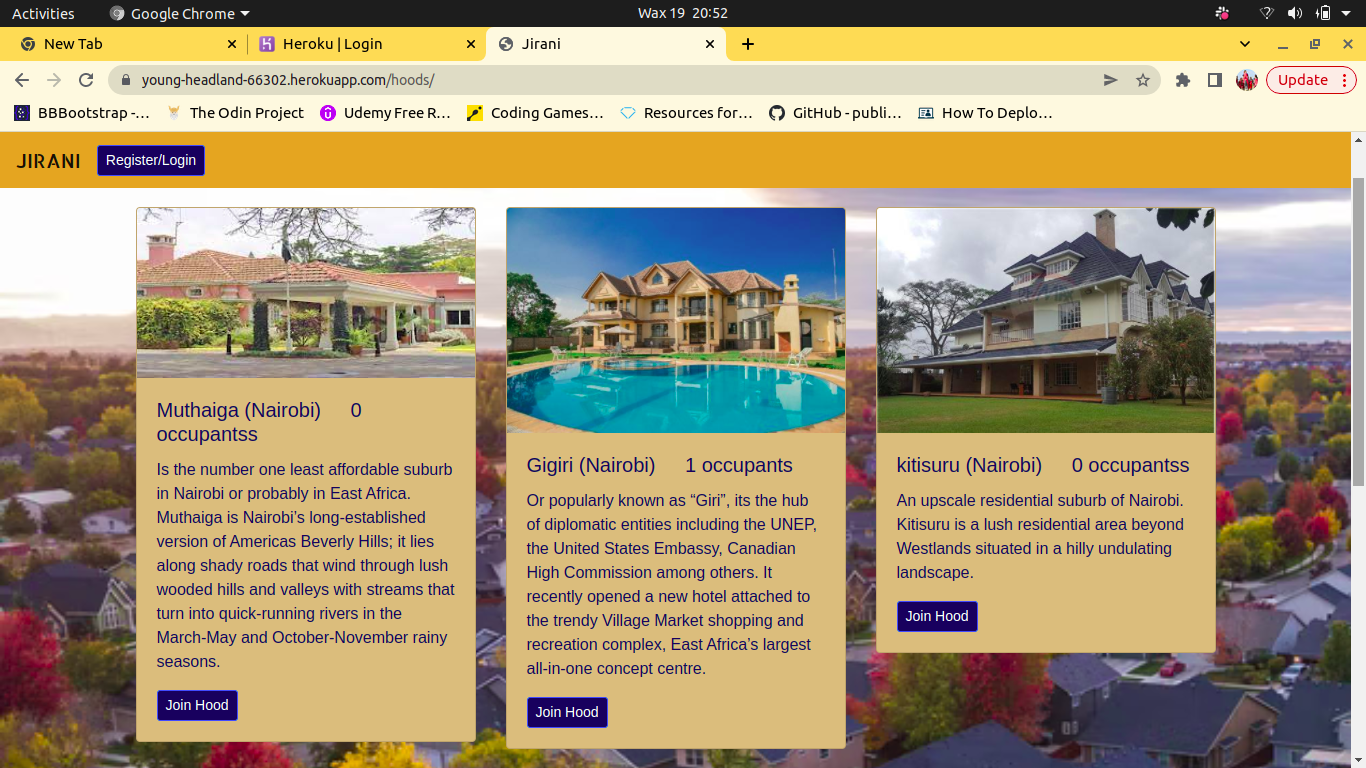 Activities Google Chrome Wax 19 20:52
New Tab Heroku | Login Jirani
young-headland-66302.herokuapp.com/hoods/ Update
BBBootstrap -… The Odin Project Udemy Free R… Coding Games… Resources for… GitHub - publi… How To Deplo…
JIRANI Register/Login
Muthaiga (Nairobi) 0
occupantss
Is the number one least affordable suburb
in Nairobi or probably in East Africa.
Muthaiga is Nairobi’s long-established
version of Americas Beverly Hills; it lies
along shady roads that wind through lush
wooded hills and valleys with streams that
turn into quick-running rivers in the
March-May and October-November rainy
seasons.
Join Hood
Gigiri (Nairobi) 1 occupants
Or popularly known as “Giri”, its the hub
of diplomatic entities including the UNEP,
the United States Embassy, Canadian
High Commission among others. It
recently opened a new hotel attached to
the trendy Village Market shopping and
recreation complex, East Africa’s largest
all-in-one concept centre.
Join Hood
kitisuru (Nairobi) 0 occupantss
An upscale residential suburb of Nairobi.
Kitisuru is a lush residential area beyond
Westlands situated in a hilly undulating
landscape.
Join Hood